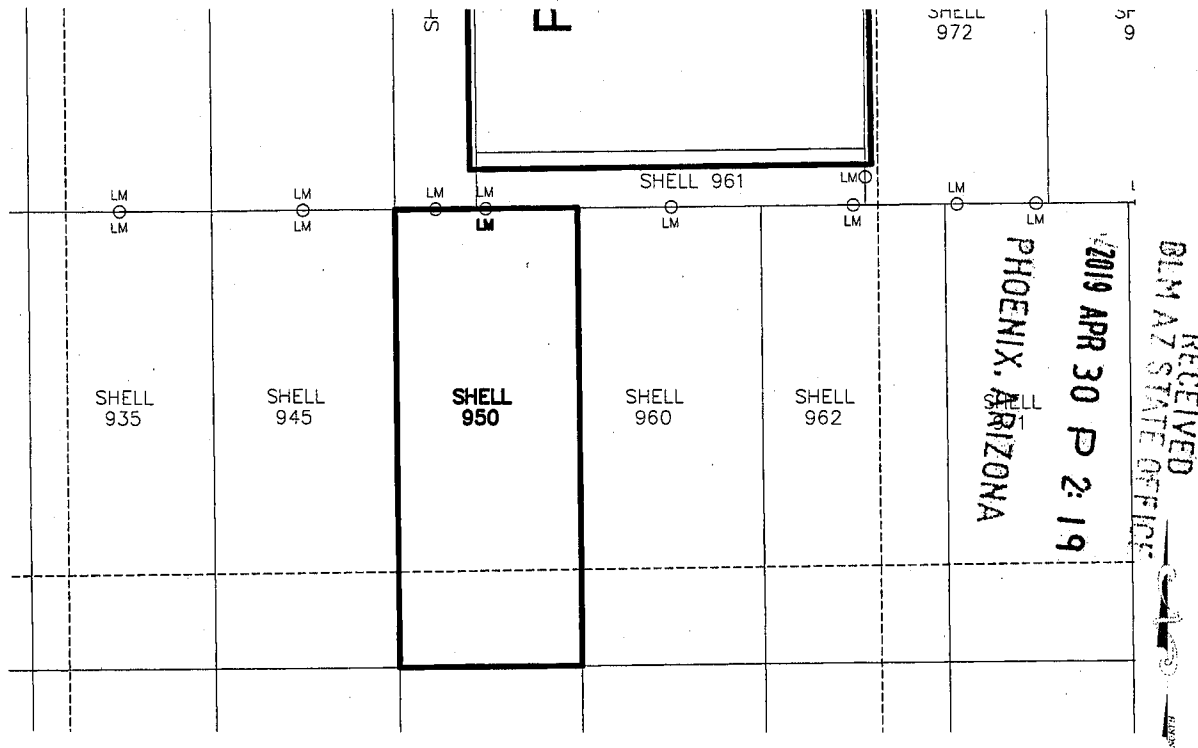 SHELL
972
SHELL 961
LM
LM
LM
LM
LM
LM
LM
LM
LM
LM
LM
LM
LM
SHELL
935
SHELL
945
SHELL
950
SHELL
960
SHELL
962
SHELL
RECEIVED
BLM AZ STATE OFFICE
2019 APR 30 P 2:19
PHOENIX, ARIZONA
NORTH